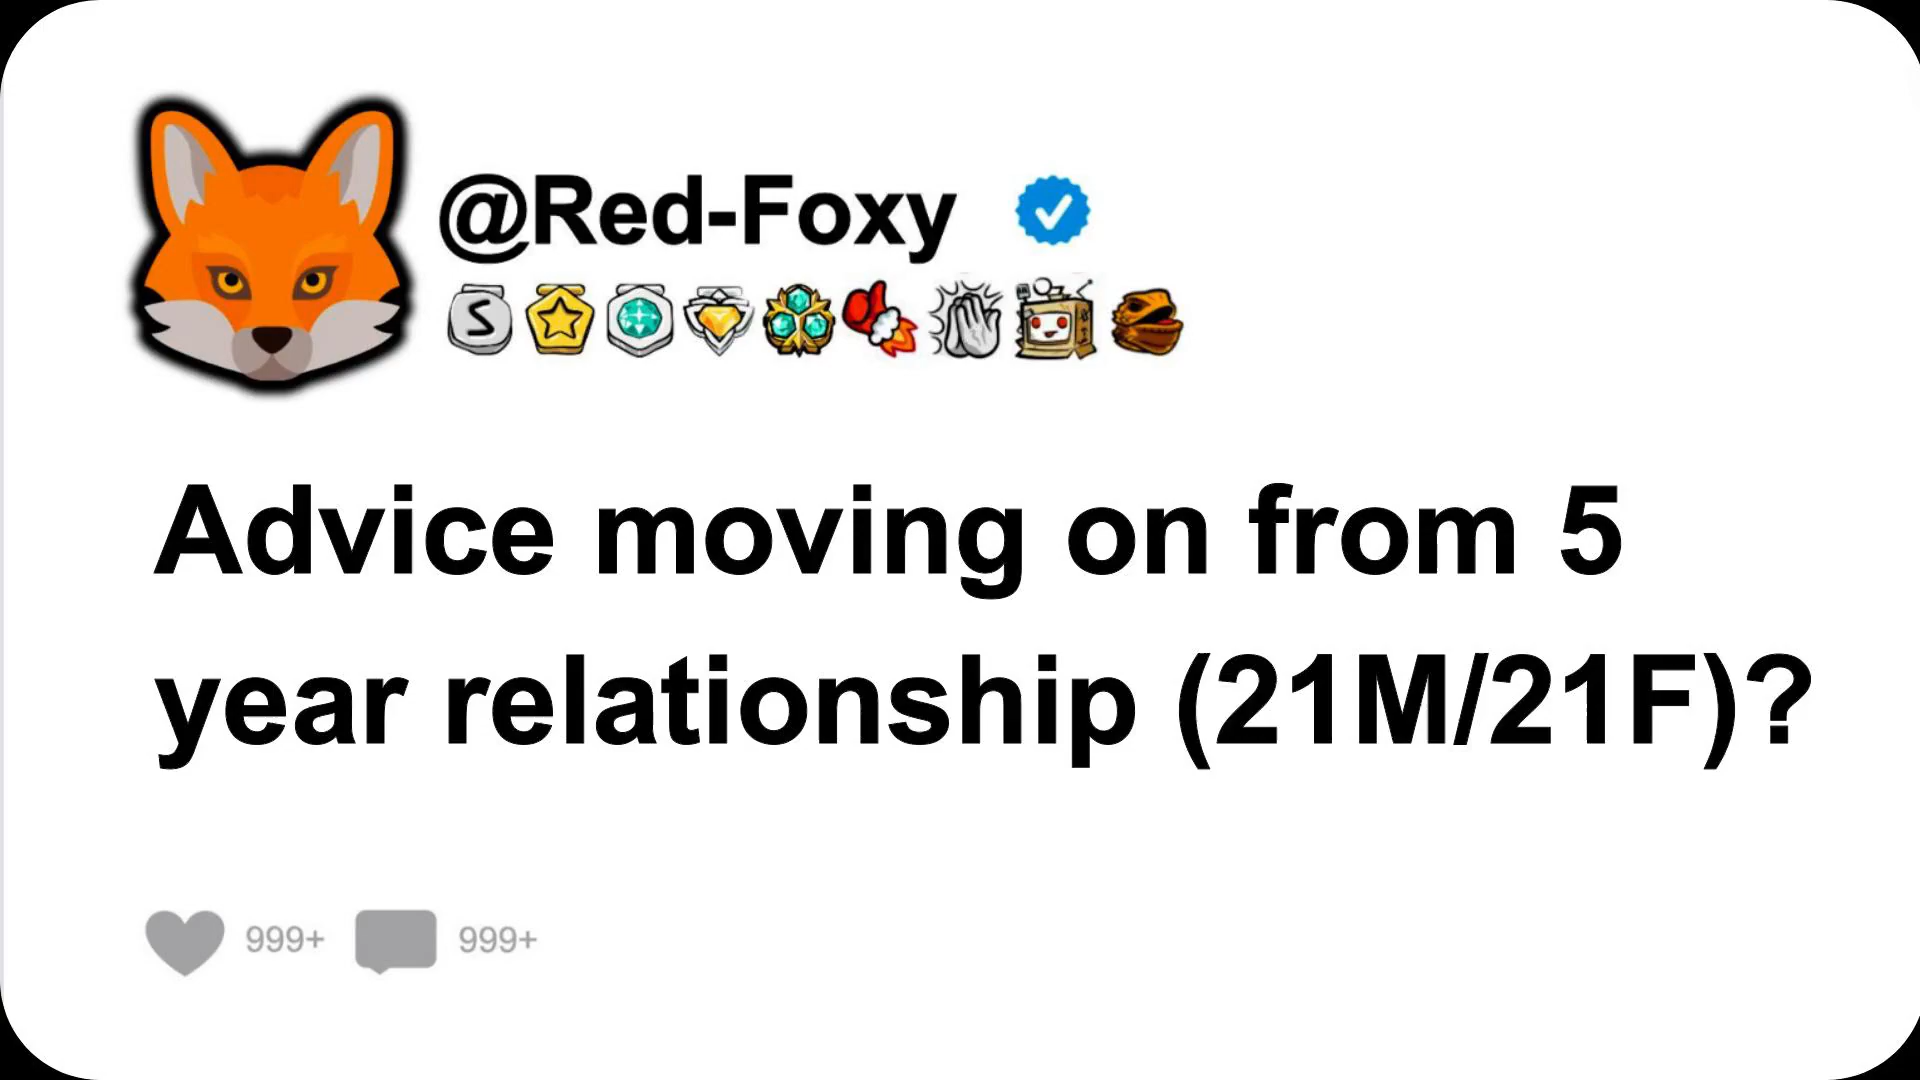 @Red-Foxy
S
Advice moving on from 5
year relationship (21M/21F)?
999+ 999+